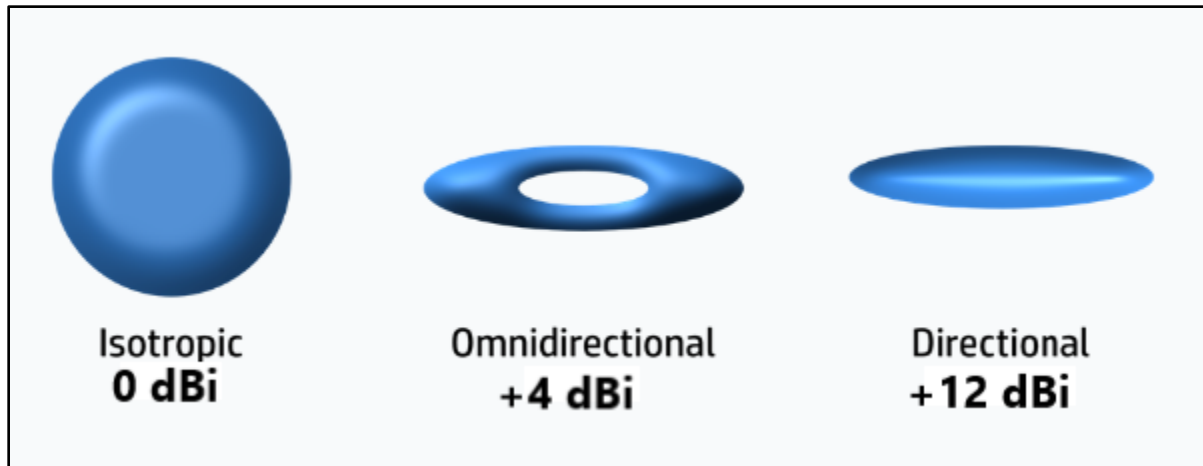 Isotropic
0 dBi
Omnidirectional
+4 dBi
Directional
+12 dBi